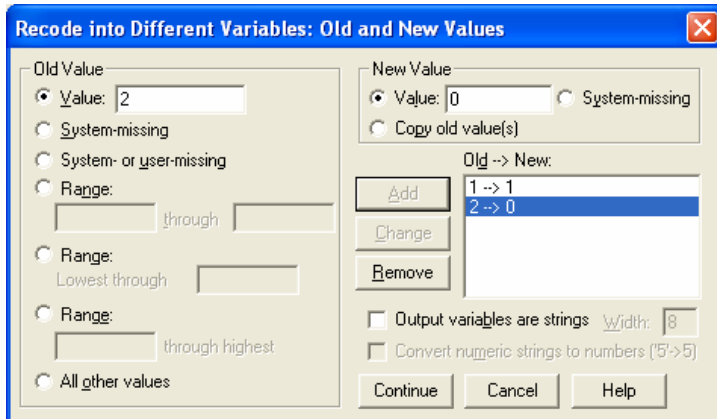 Recode into Different Variables: Old and New Values
Old Value
Value: 2
System-missing
System- or user-missing
Range:
through
Range:
Lowest through
Range:
through highest
All other values
New Value
Value: 0 System-missing
Copy old value(s)
Old --> New:
1 --> 1
2 --> 0
Add
Change
Remove
Output variables are strings Width: 8
Convert numeric strings to numbers ('5'->5)
Continue Cancel Help